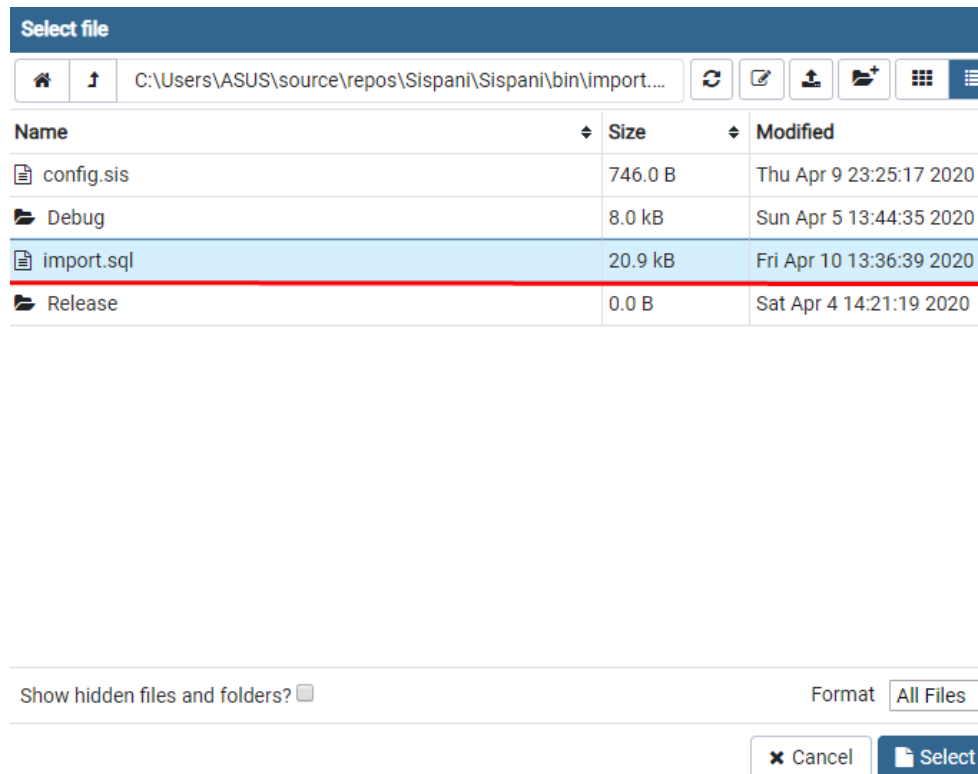 Select file
C:\Users\ASUS\source\repos\Sispani\Sispani\bin\import....
Name Size Modified
config.sis 746.0 B Thu Apr 9 23:25:17 2020
Debug 8.0 kB Sun Apr 5 13:44:35 2020
import.sql 20.9 kB Fri Apr 10 13:36:39 2020
Release 0.0 B Sat Apr 4 14:21:19 2020
Show hidden files and folders? Format All Files
Cancel Select